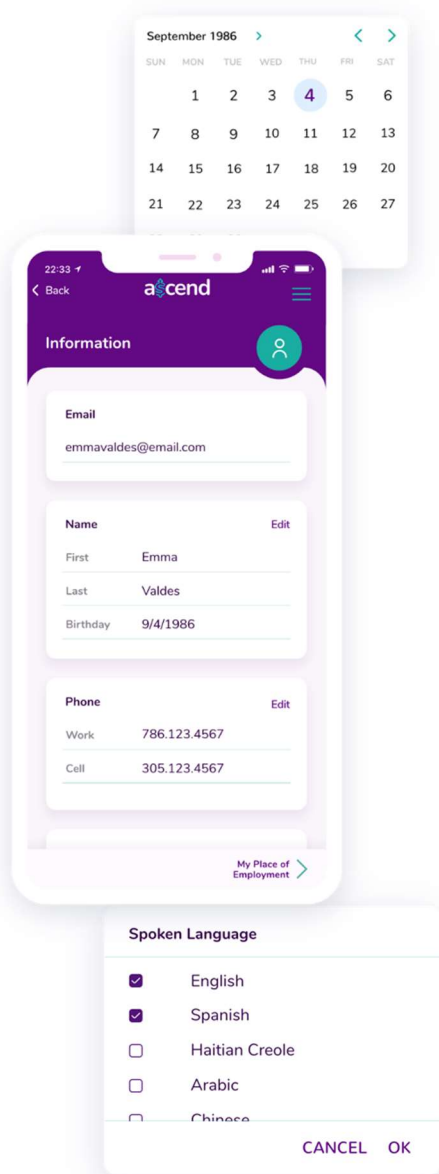 September 1986 >
< >
SUN MON TUE WED THU FRI SAT
1 2 3 4 5 6
7 8 9 10 11 12 13
14 15 16 17 18 19 20
21 22 23 24 25 26 27
22:33
Back
a$cend
Information
Email
emmavaldes@email.com
Name Edit
First Emma
Last Valdes
Birthday 9/4/1986
Phone Edit
Work 786.123.4567
Cell 305.123.4567
My Place of
Employment
Spoken Language
English
Spanish
Haitian Creole
Arabic
Chinese
CANCEL OK